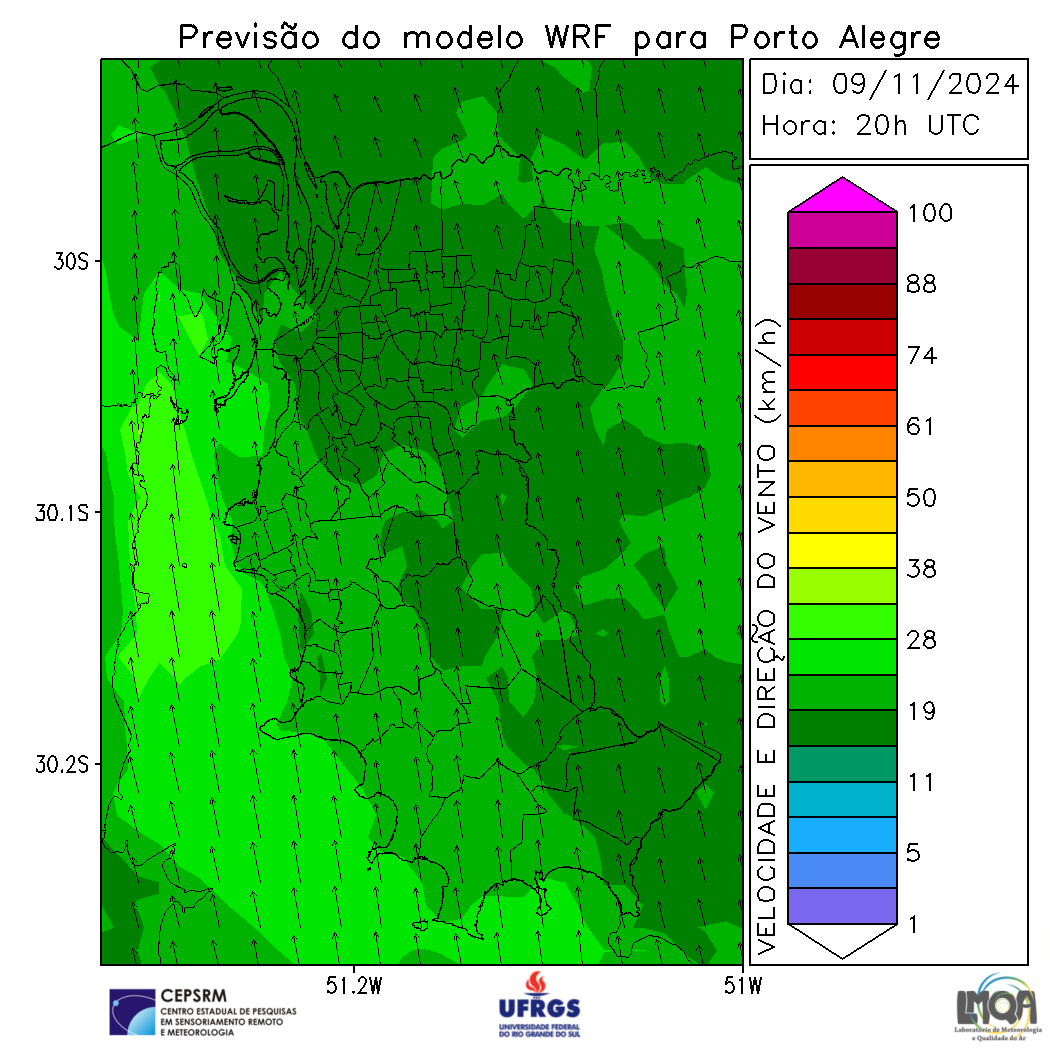 Previsão do modelo WRF para Porto Alegre
Dia: 09/11/2024
Hora: 20h UTC
30S
30.1S
30.2S
51.2W
51W
VELOCIDADE E DIREÇÃO DO VENTO (km/h)
100
88
74
61
50
38
28
19
11
5
1
CEPSRM
CENTRO ESTADUAL DE PESQUISAS
EM SENSORIAMENTO REMOTO
E METEOROLOGIA
UFRGS
UNIVERSIDADE FEDERAL
DO RIO GRANDE DO SUL
LMQA
Laboratório de Meteorologia
e Qualidade do Ar